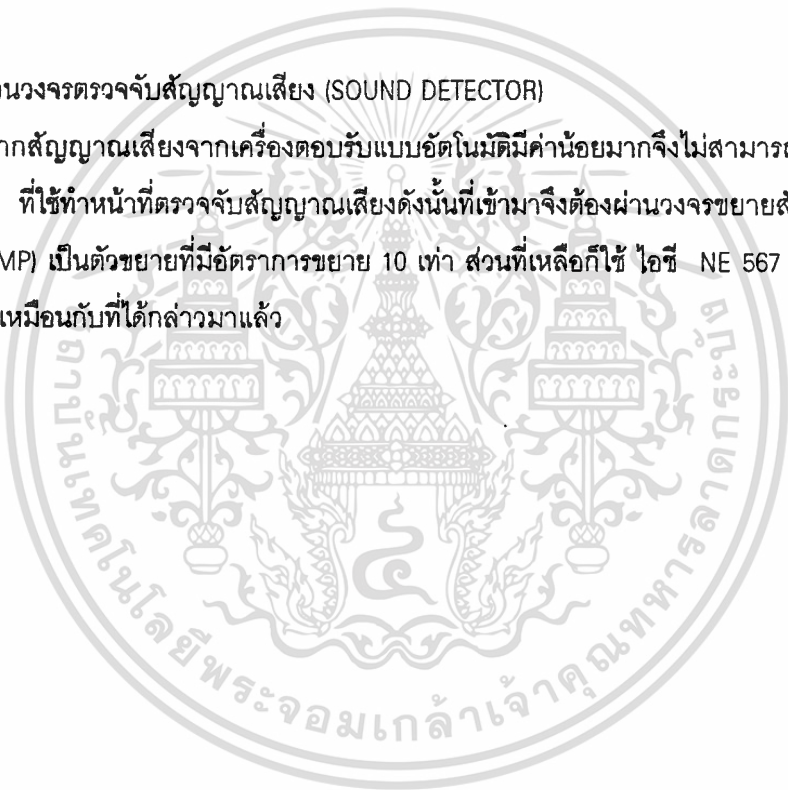 นวงจรตรวจจับสัญญาณเสียง (SOUND DETECTOR)
ากสัญญาณเสียงจากเครื่องตอบรับแบบอัตโนมัติมีค่าน้อยมากจึงไม่สามารถ
ที่ใช้ทำหน้าที่ตรวจจับสัญญาณเสียงดังนั้นที่เข้ามาจึงต้องผ่านวงจรขยายสั
MP) เป็นตัวขยายที่มีอัตราการขยาย 10 เท่า ส่วนที่เหลือก็ใช้ ไอซี NE 567
เหมือนกับที่ได้กล่าวมาแล้ว
สถาบันเทคโนโลยีพระจอมเกล้าเจ้าคุณทหารลาดกระบัง